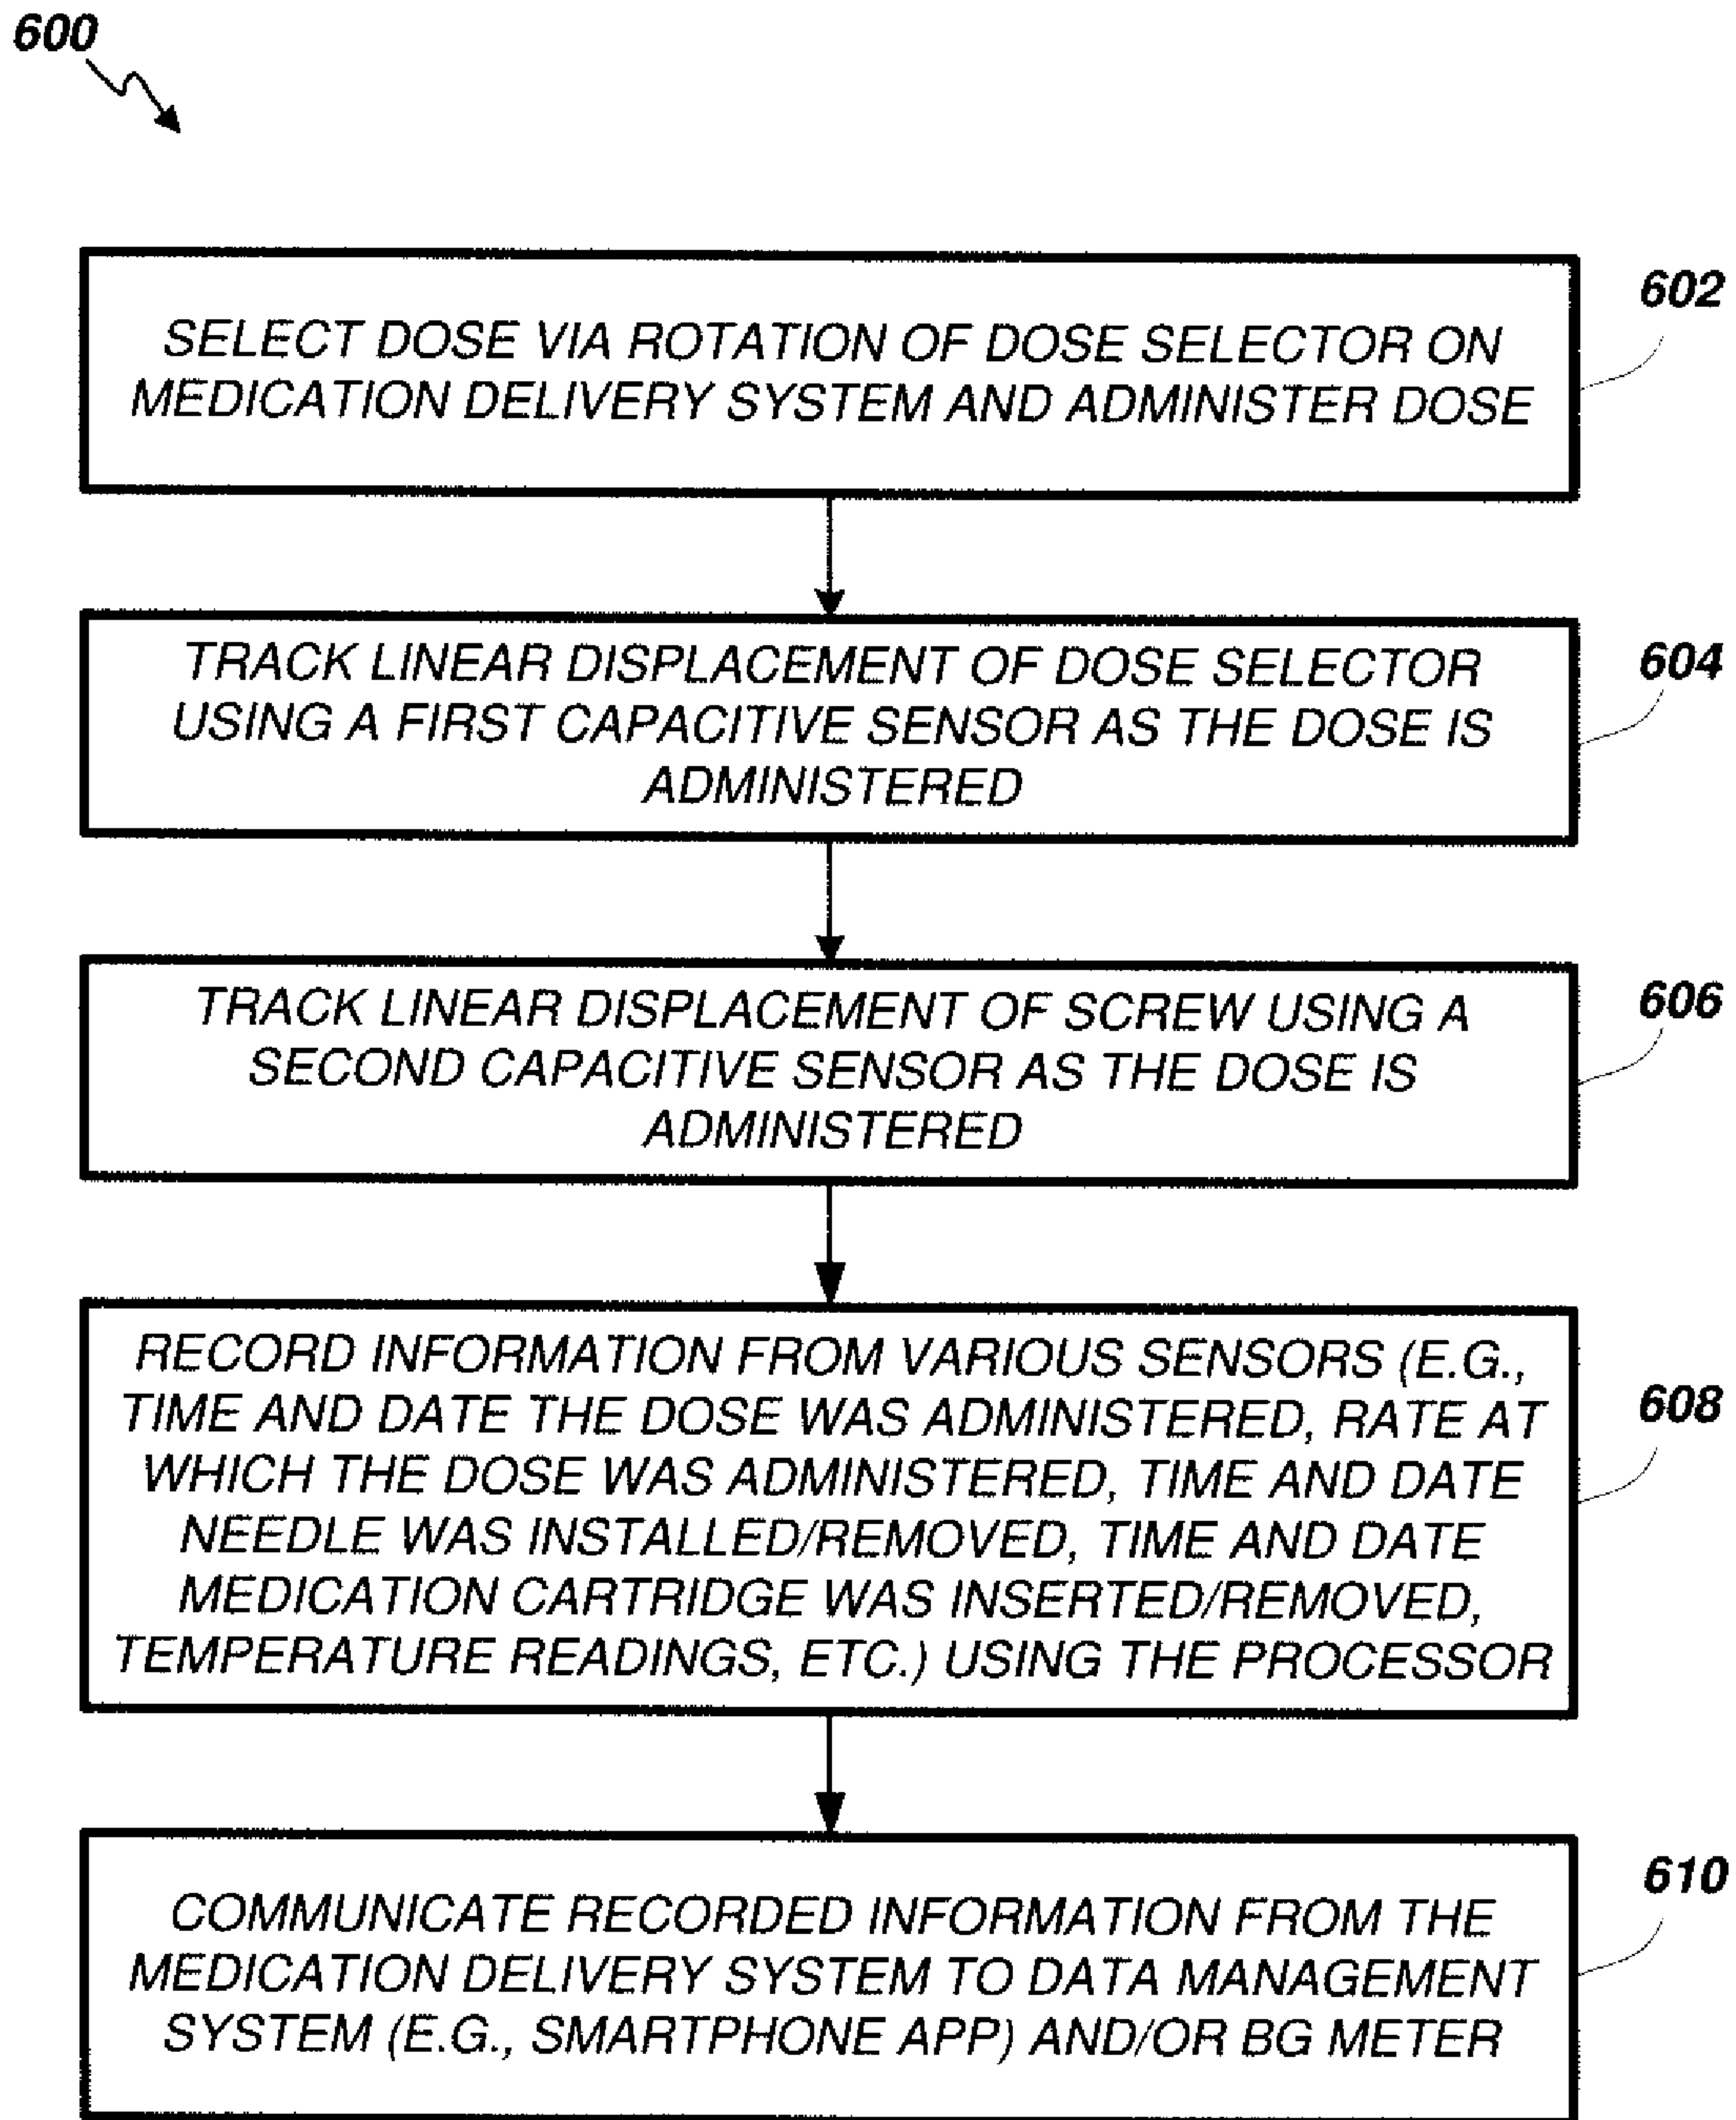 600
602
SELECT DOSE VIA ROTATION OF DOSE SELECTOR ON
MEDICATION DELIVERY SYSTEM AND ADMINISTER DOSE
604
TRACK LINEAR DISPLACEMENT OF DOSE SELECTOR
USING A FIRST CAPACITIVE SENSOR AS THE DOSE IS
ADMINISTERED
606
TRACK LINEAR DISPLACEMENT OF SCREW USING A
SECOND CAPACITIVE SENSOR AS THE DOSE IS
ADMINISTERED
608
RECORD INFORMATION FROM VARIOUS SENSORS (E.G.,
TIME AND DATE THE DOSE WAS ADMINISTERED, RATE AT
WHICH THE DOSE WAS ADMINISTERED, TIME AND DATE
NEEDLE WAS INSTALLED/REMOVED, TIME AND DATE
MEDICATION CARTRIDGE WAS INSERTED/REMOVED,
TEMPERATURE READINGS, ETC.) USING THE PROCESSOR
610
COMMUNICATE RECORDED INFORMATION FROM THE
MEDICATION DELIVERY SYSTEM TO DATA MANAGEMENT
SYSTEM (E.G., SMARTPHONE APP) AND/OR BG METER